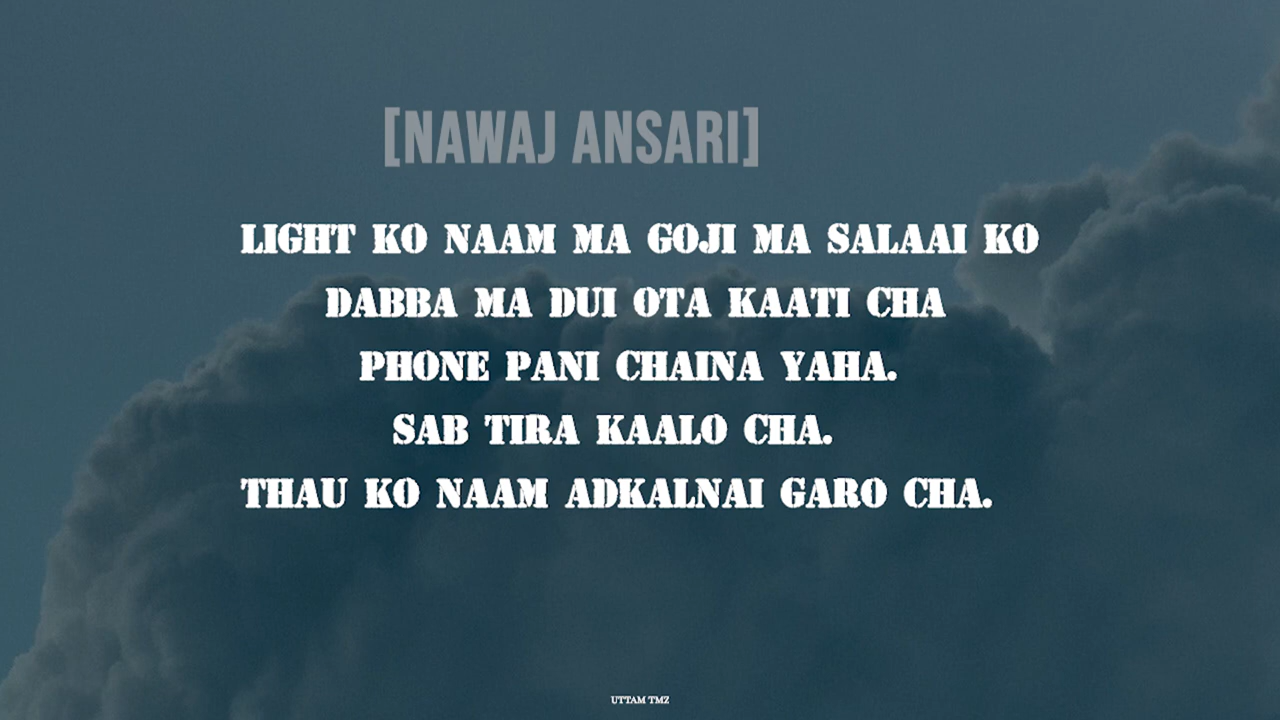 [NAWAJ ANSARI]
LIGHT KO NAAM MA GOJI MA SALAAI KO
DABBA MA DUI OTA KAATI CHA
PHONE PANI CHAINA YAHA.
SAB TIRA KAALO CHA.
THAU KO NAAM ADKALNAI GARO CHA.
UTTAM TMZ